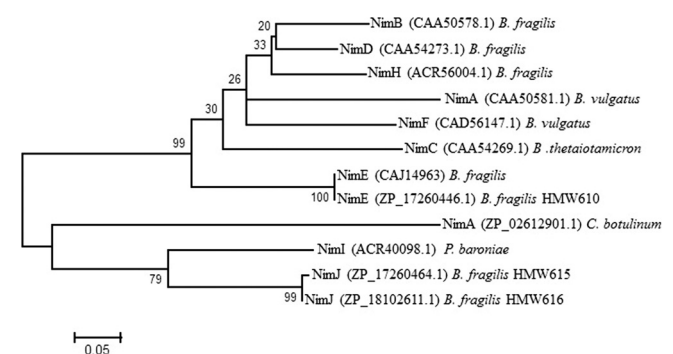 20
NimB (CAA50578.1) B. fragilis
33
NimD (CAA54273.1) B. fragilis
NimH (ACR56004.1) B. fragilis
26
NimA (CAA50581.1) B. vulgatus
30
NimF (CAD56147.1) B. vulgatus
99
NimC (CAA54269.1) B .thetaiotamicron
NimE (CAJ14963) B. fragilis
100
NimE (ZP_17260446.1) B. fragilis HMW610
NimA (ZP_02612901.1) C. botulinum
NimI (ACR40098.1) P. baroniae
79
NimJ (ZP_17260464.1) B. fragilis HMW615
99
NimJ (ZP_18102611.1) B. fragilis HMW616
0.05